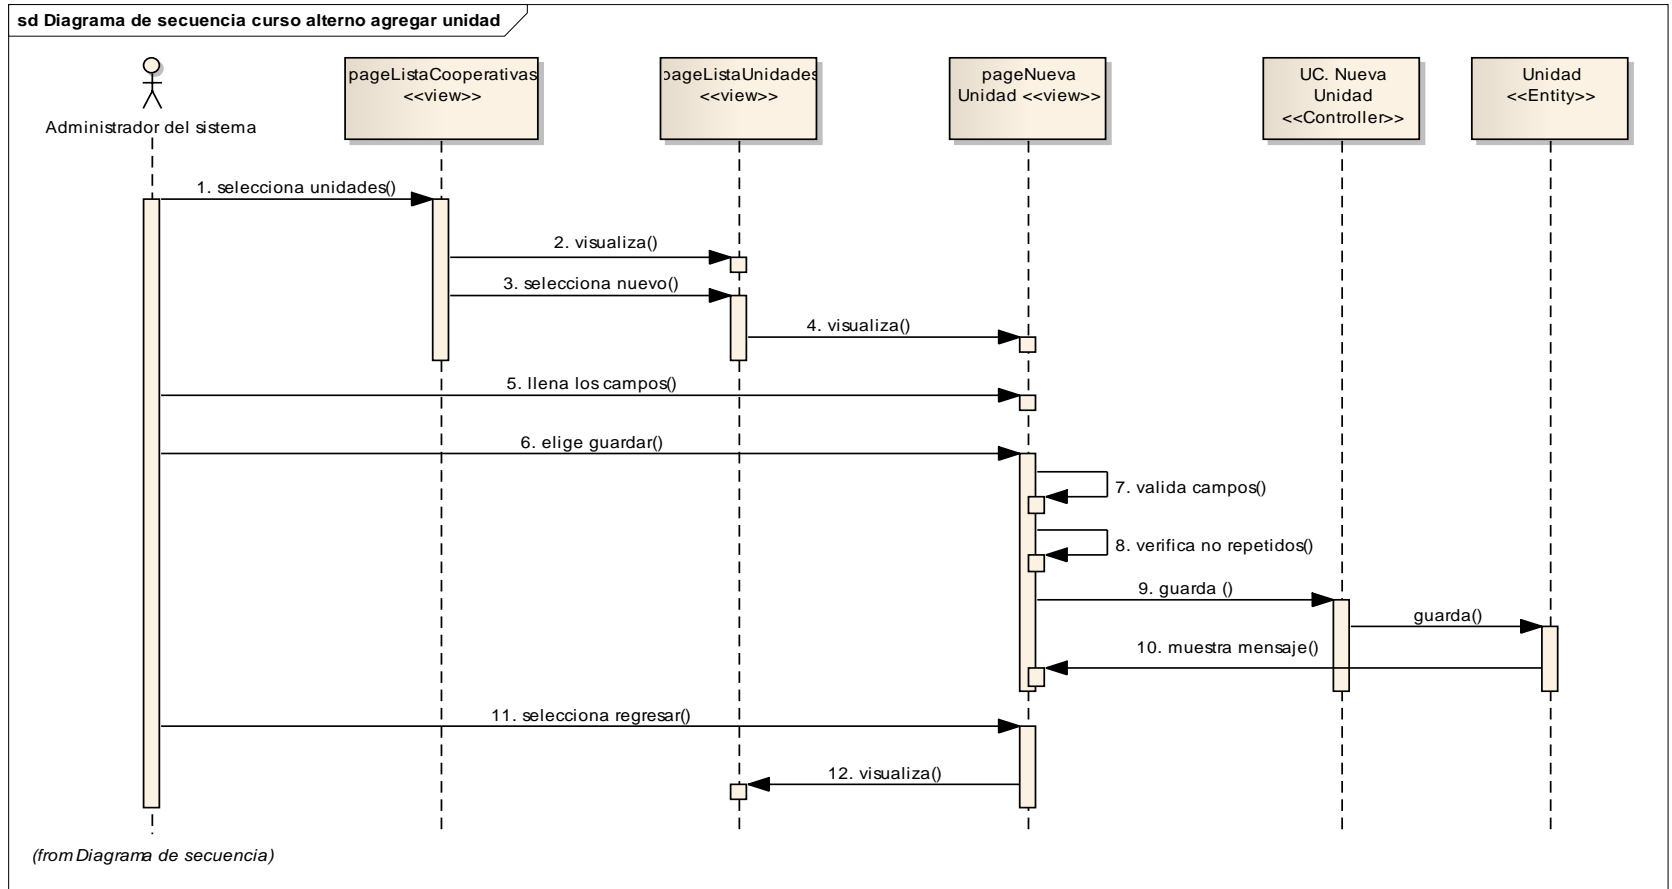 sd Diagrama de secuencia curso alterno agregar unidad
Administrador del sistema
pageListaCooperativas
<<view>>
pageListaUnidades
<<view>>
pageNueva
Unidad <<view>>
UC. Nueva
Unidad
<<Controller>>
Unidad
<<Entity>>
1. selecciona unidades()
2. visualiza()
3. selecciona nuevo()
4. visualiza()
5. llena los campos()
6. elige guardar()
7. valida campos()
8. verifica no repetidos()
9. guarda ()
guarda()
10. muestra mensaje()
11. selecciona regresar()
12. visualiza()
(from Diagrama de secuencia)